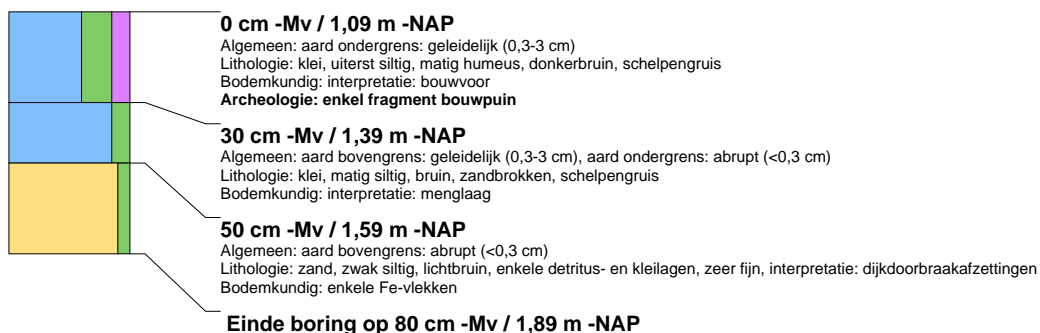 0 cm -Mv / 1,09 m -NAP
Algemeen: aard ondergrens: geleidelijk (0,3-3 cm)
Lithologie: klei, uiterst siltig, matig humeus, donkerbruin, schelpengruis
Bodemkundig: interpretatie: bouwvoor
Archeologie: enkel fragment bouwpuin
30 cm -Mv / 1,39 m -NAP
Algemeen: aard bovengrens: geleidelijk (0,3-3 cm), aard ondergrens: abrupt (<0,3 cm)
Lithologie: klei, matig siltig, bruin, zandbrokken, schelpengruis
Bodemkundig: interpretatie: menglaag
50 cm -Mv / 1,59 m -NAP
Algemeen: aard bovengrens: abrupt (<0,3 cm)
Lithologie: zand, zwak siltig, lichtbruin, enkele detritus- en kleilagen, zeer fijn, interpretatie: dijkdoorbraakafzettingen
Bodemkundig: enkele Fe-vlekken
Einde boring op 80 cm -Mv / 1,89 m -NAP